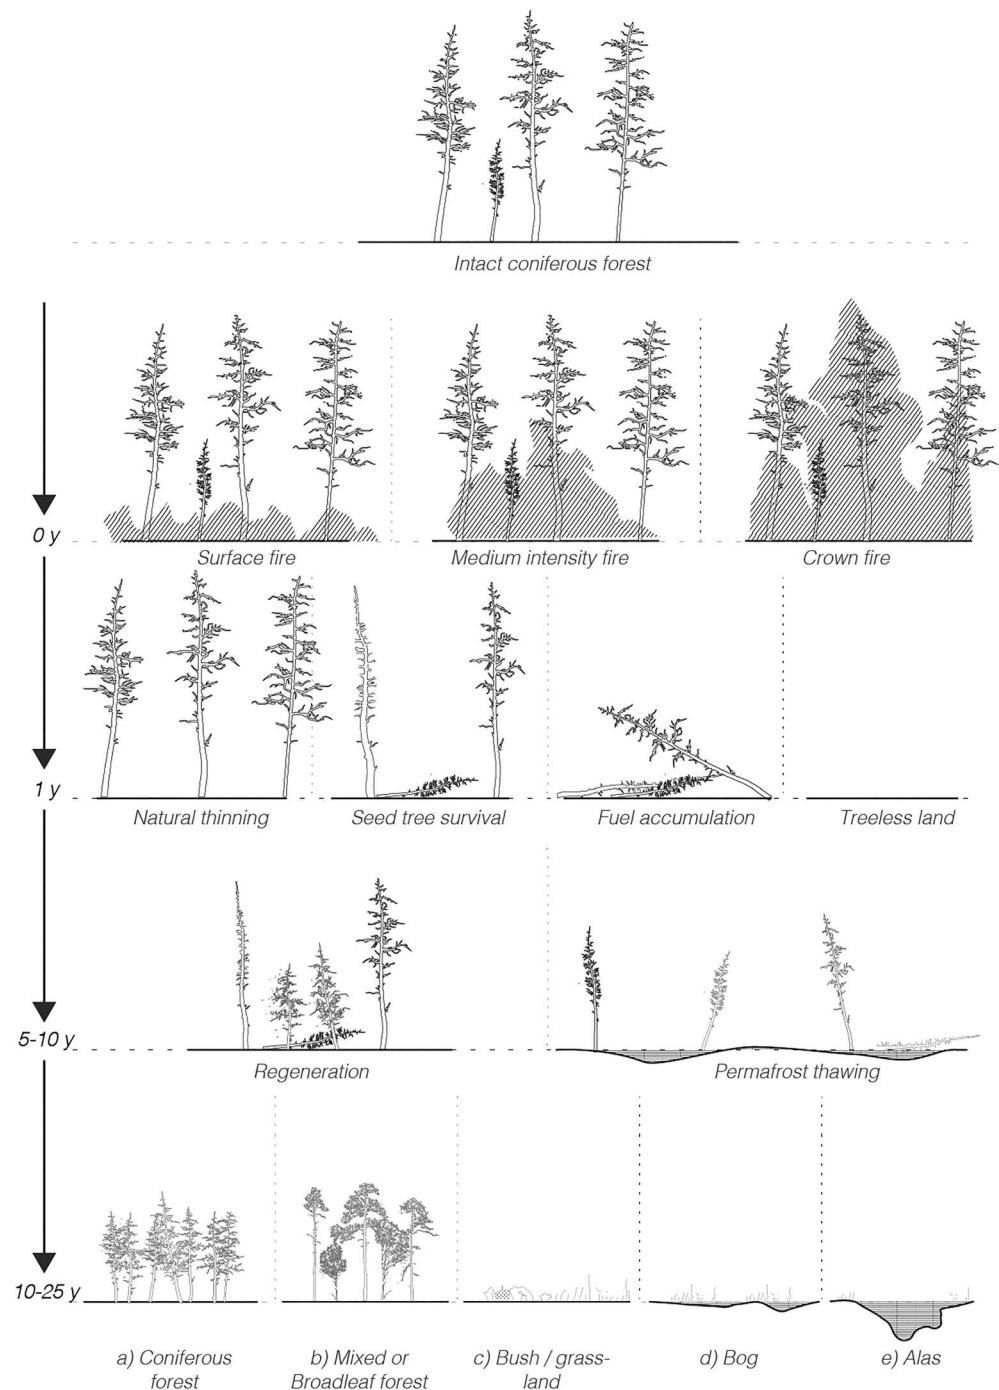 Intact coniferous forest
0 y
Surface fire
Medium intensity fire
Crown fire
1 y
Natural thinning
Seed tree survival
Fuel accumulation
Treeless land
5-10 y
Regeneration
Permafrost thawing
10-25 y
a) Coniferous
forest
b) Mixed or
Broadleaf forest
c) Bush / grass-
land
d) Bog
e) Alas